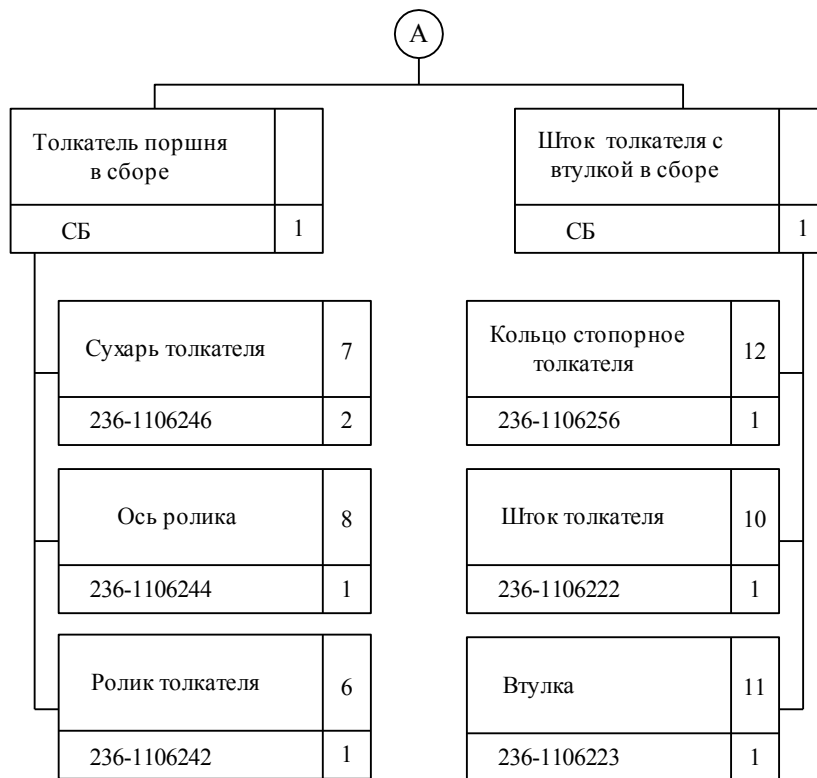 А
Толкатель поршня
в сборе
СБ 1
Шток толкателя с
втулкой в сборе
СБ 1
Сухарь толкателя 7
236-1106246 2
Кольцо стопорное
толкателя 12
236-1106256 1
Ось ролика 8
236-1106244 1
Шток толкателя 10
236-1106222 1
Ролик толкателя 6
236-1106242 1
Втулка 11
236-1106223 1